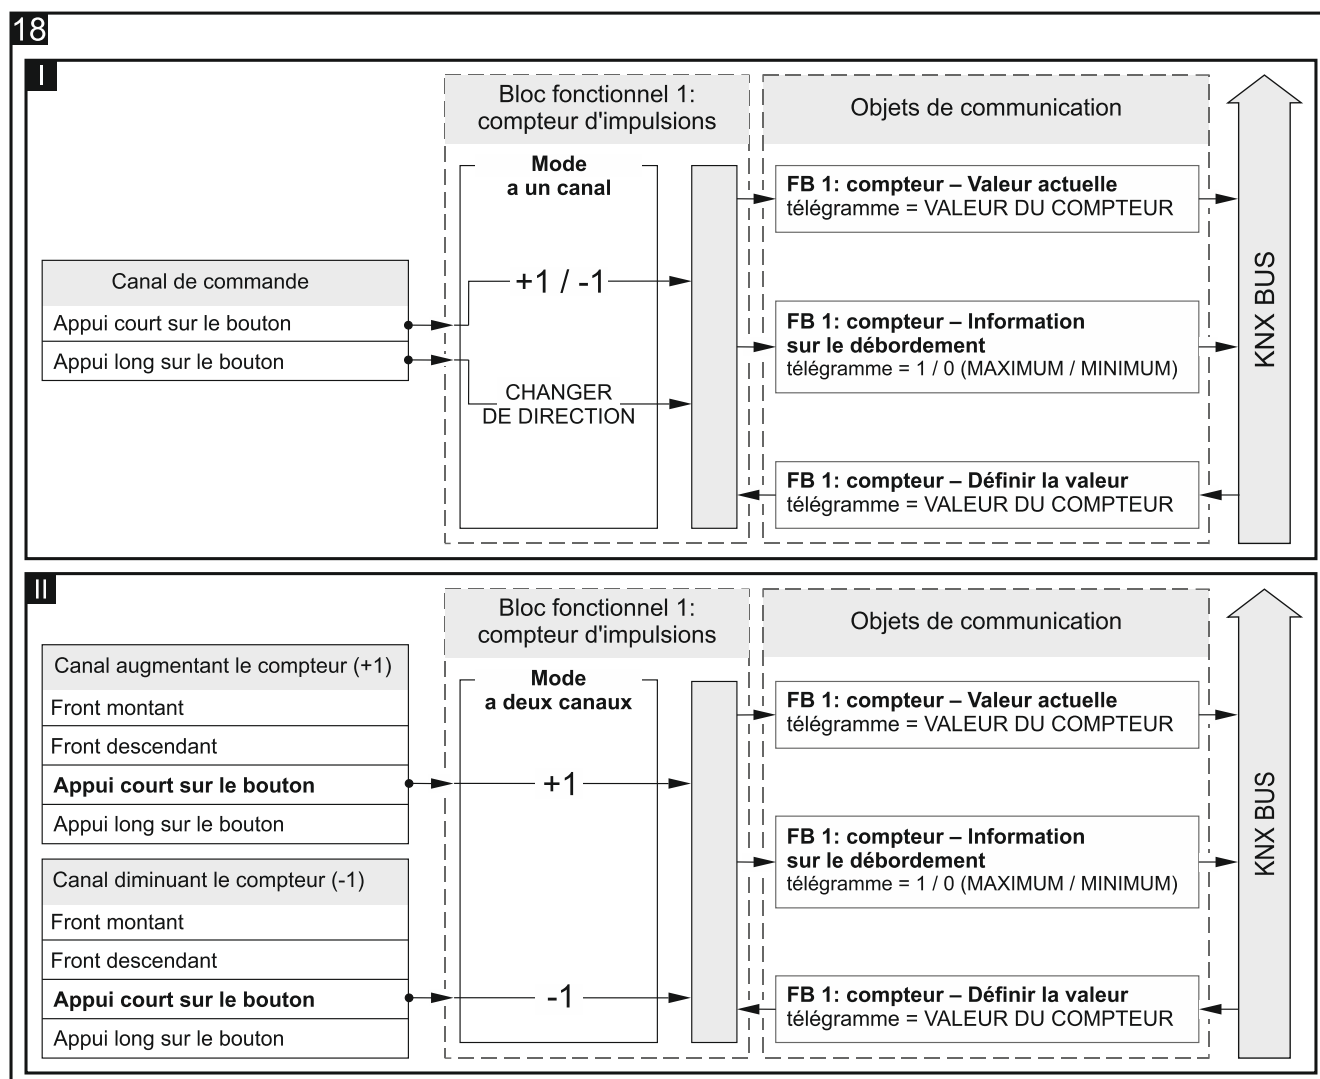 18
I
Bloc fonctionnel 1:
compteur d'impulsions
Objets de communication
Mode
a un canal
FB 1: compteur – Valeur actuelle
télégramme = VALEUR DU COMPTEUR
Canal de commande
Appui court sur le bouton
Appui long sur le bouton
+1 / -1
CHANGER
DE DIRECTION
FB 1: compteur – Information
sur le débordement
télégramme = 1 / 0 (MAXIMUM / MINIMUM)
FB 1: compteur – Définir la valeur
télégramme = VALEUR DU COMPTEUR
KNX BUS
II
Bloc fonctionnel 1:
compteur d'impulsions
Objets de communication
Canal augmentant le compteur (+1)
Front montant
Front descendant
Appui court sur le bouton
Appui long sur le bouton
Canal diminuant le compteur (-1)
Front montant
Front descendant
Appui court sur le bouton
Appui long sur le bouton
Mode
a deux canaux
+1
-1
FB 1: compteur – Valeur actuelle
télégramme = VALEUR DU COMPTEUR
FB 1: compteur – Information
sur le débordement
télégramme = 1 / 0 (MAXIMUM / MINIMUM)
FB 1: compteur – Définir la valeur
télégramme = VALEUR DU COMPTEUR
KNX BUS